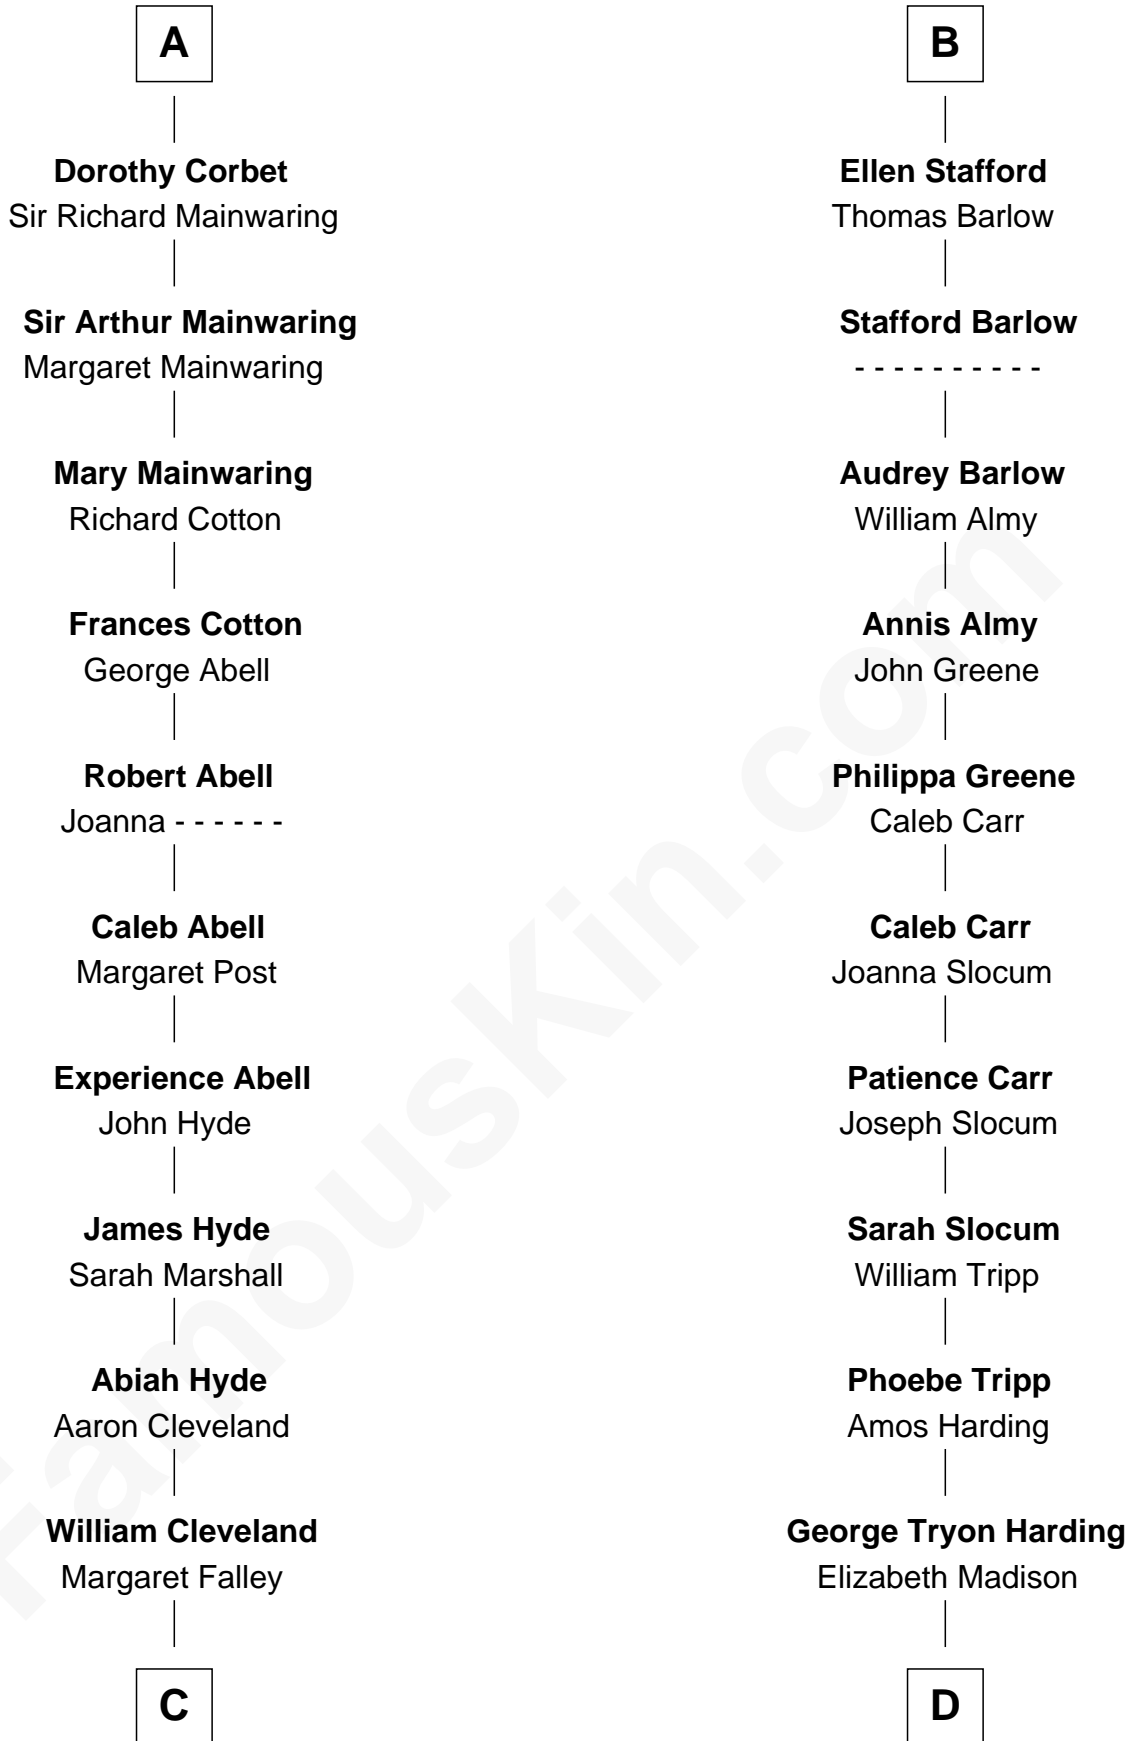 A
Dorothy Corbet
Sir Richard Mainwaring
Sir Arthur Mainwaring
Margaret Mainwaring
Mary Mainwaring
Richard Cotton
Frances Cotton
George Abell
Robert Abell
Joanna - - - - - -
Caleb Abell
Margaret Post
Experience Abell
John Hyde
James Hyde
Sarah Marshall
Abiah Hyde
Aaron Cleveland
William Cleveland
Margaret Falley
C
B
Ellen Stafford
Thomas Barlow
Stafford Barlow
- - - - - - - - - -
Audrey Barlow
William Almy
Annis Almy
John Greene
Philippa Greene
Caleb Carr
Caleb Carr
Joanna Slocum
Patience Carr
Joseph Slocum
Sarah Slocum
William Tripp
Phoebe Tripp
Amos Harding
George Tryon Harding
Elizabeth Madison
D
FamousKin.com